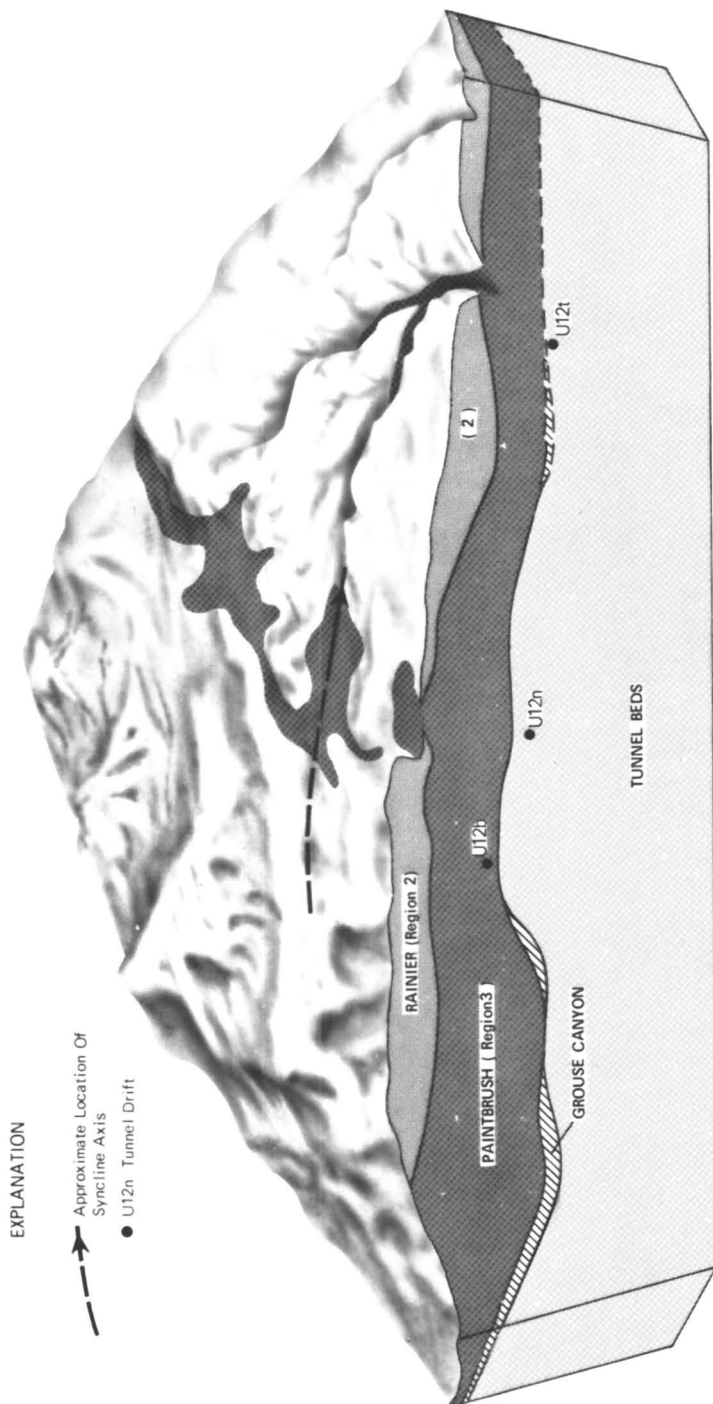 EXPLANATION
Approximate Location Of
Syncline Axis
U12n Tunnel Drift
RAINIER (Region 2)
( 2 )
PAINTBRUSH ( Region3 )
U12b
U12n
U12t
GROUSE CANYON
TUNNEL BEDS